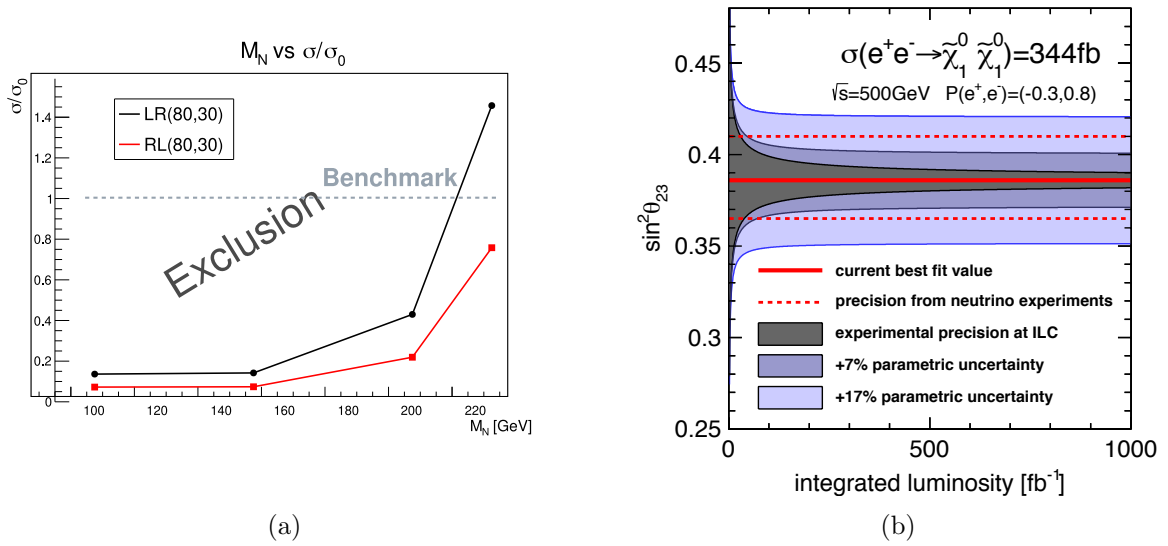 M_N vs σ/σ_0
σ/σ_0
LR(80,30)
RL(80,30)
Benchmark
Exclusion
1.4
1.2
1
0.8
0.6
0.4
0.2
0
100 120 140 160 180 200 220
M_N [GeV]
(a)
σ(e⁺e⁻→χ̃₁⁰ χ̃₁⁰)=344fb
√s=500GeV P(e⁺,e⁻)=(-0.3,0.8)
sin²θ₂₃
0.45
0.4
0.35
0.3
0.25
current best fit value
precision from neutrino experiments
experimental precision at ILC
+7% parametric uncertainty
+17% parametric uncertainty
0 500 1000
integrated luminosity [fb⁻¹]
(b)